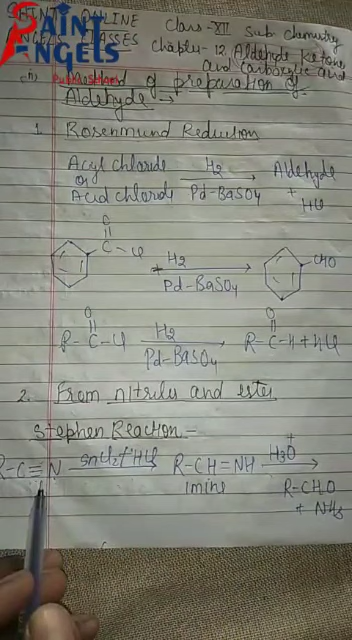 SAINT
PAINT
ANGELS
ONLINE Class-XII Sub Chemistry
CLASSES Chapter-12 Aldehyde Ketone
and Carboxylic acid
of preparation of
Aldehyde →
1. Rosenmund Reduction
Acyl chloride H2 Aldehyde
or → +
Acid chloride Pd-BaSO4 HCl
O
||
C-Cl + H2 → CHO
Pd-BaSO4
O O
|| ||
R-C-Cl H2 → R-C-H + HCl
Pd-BaSO4
2. From nitriles and ester
Stephen Reaction -
R-C≡N SnCl2+HCl → R-CH=NH H3O+ →
imine R-CHO
+ NH3